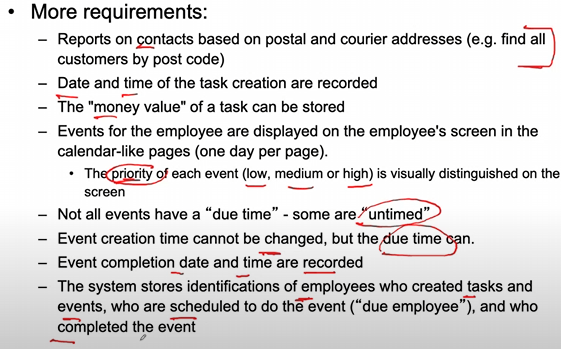 • More requirements:
– Reports on contacts based on postal and courier addresses (e.g. find all
customers by post code)
– Date and time of the task creation are recorded
– The "money value" of a task can be stored
– Events for the employee are displayed on the employee's screen in the
calendar-like pages (one day per page).
• The priority of each event (low, medium or high) is visually distinguished on the
screen
– Not all events have a “due time” - some are “untimed”
– Event creation time cannot be changed, but the due time can.
– Event completion date and time are recorded
– The system stores identifications of employees who created tasks and
events, who are scheduled to do the event (“due employee”), and who
completed the event